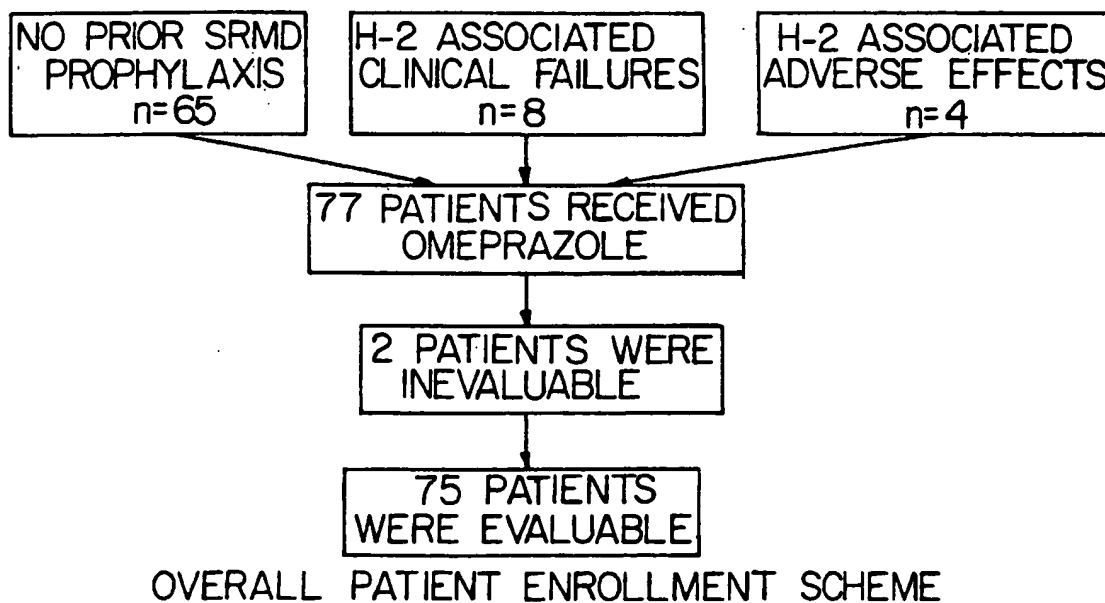 NO PRIOR SRMD
PROPHYLAXIS
n=65
H-2 ASSOCIATED
CLINICAL FAILURES
n=8
H-2 ASSOCIATED
ADVERSE EFFECTS
n=4
77 PATIENTS RECEIVED
OMEPRAZOLE
2 PATIENTS WERE
INEVALUABLE
75 PATIENTS
WERE EVALUABLE
OVERALL PATIENT ENROLLMENT SCHEME